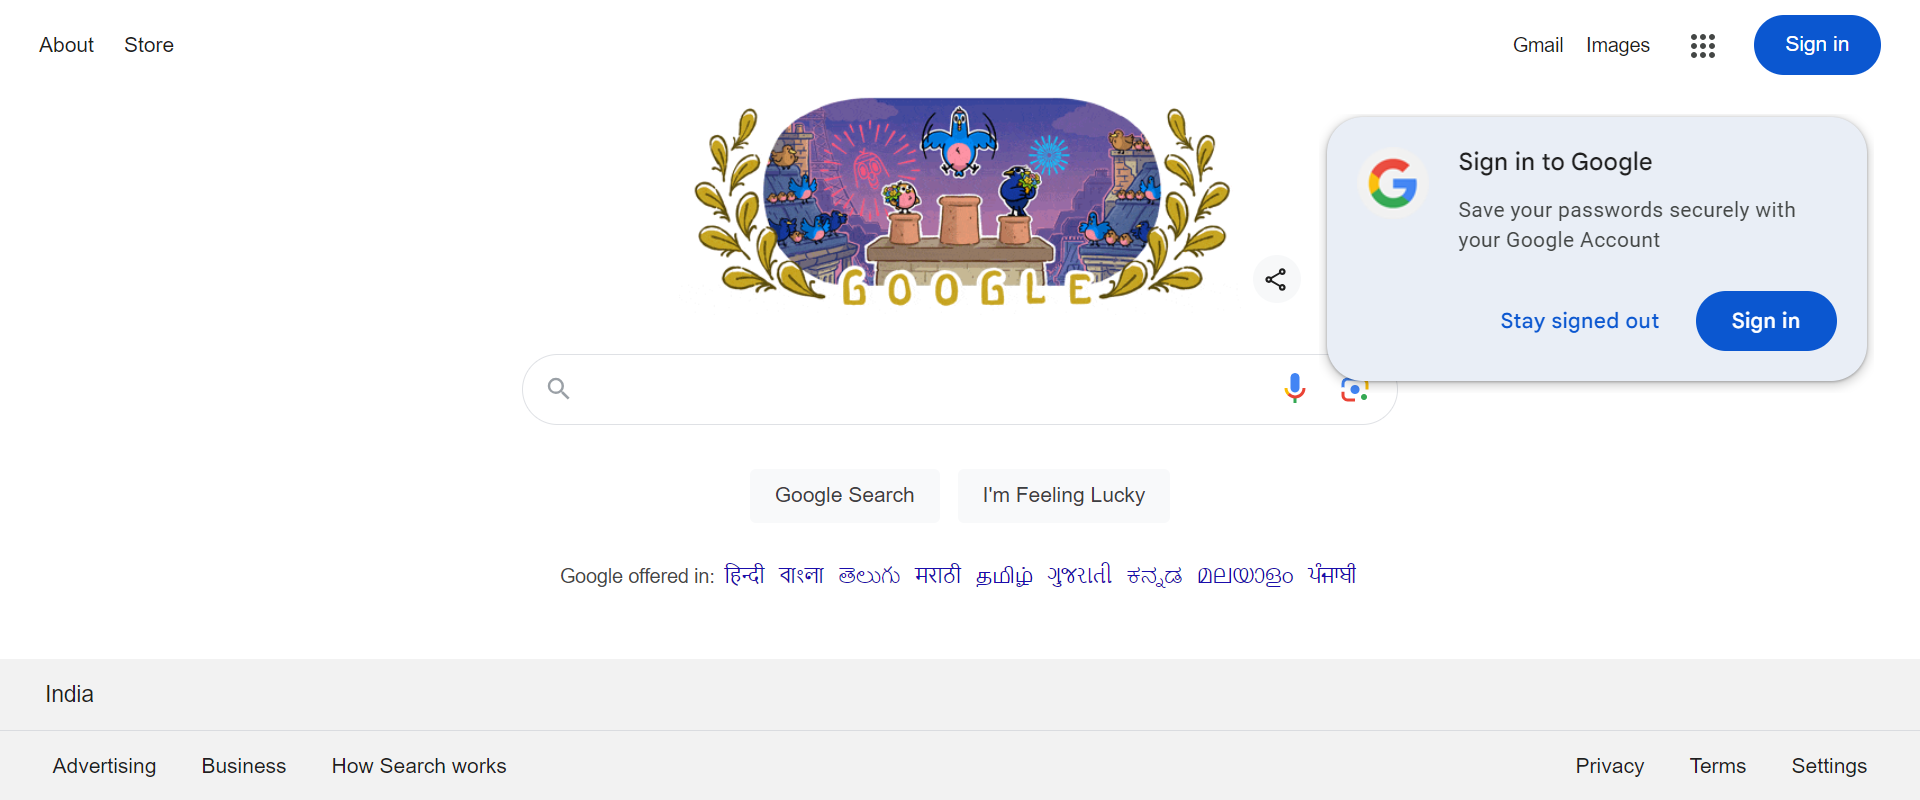 About Store Gmail Images Sign in
GOOGLE
Sign in to Google
Save your passwords securely with
your Google Account
Stay signed out Sign in
Google Search I'm Feeling Lucky
Google offered in: हिन्दी বাংলা తెలుగు मराठी தமிழ் ગુજરાતી ಕನ್ನಡ മലയാളം ਪੰਜਾਬੀ
India
Advertising Business How Search works Privacy Terms Settings